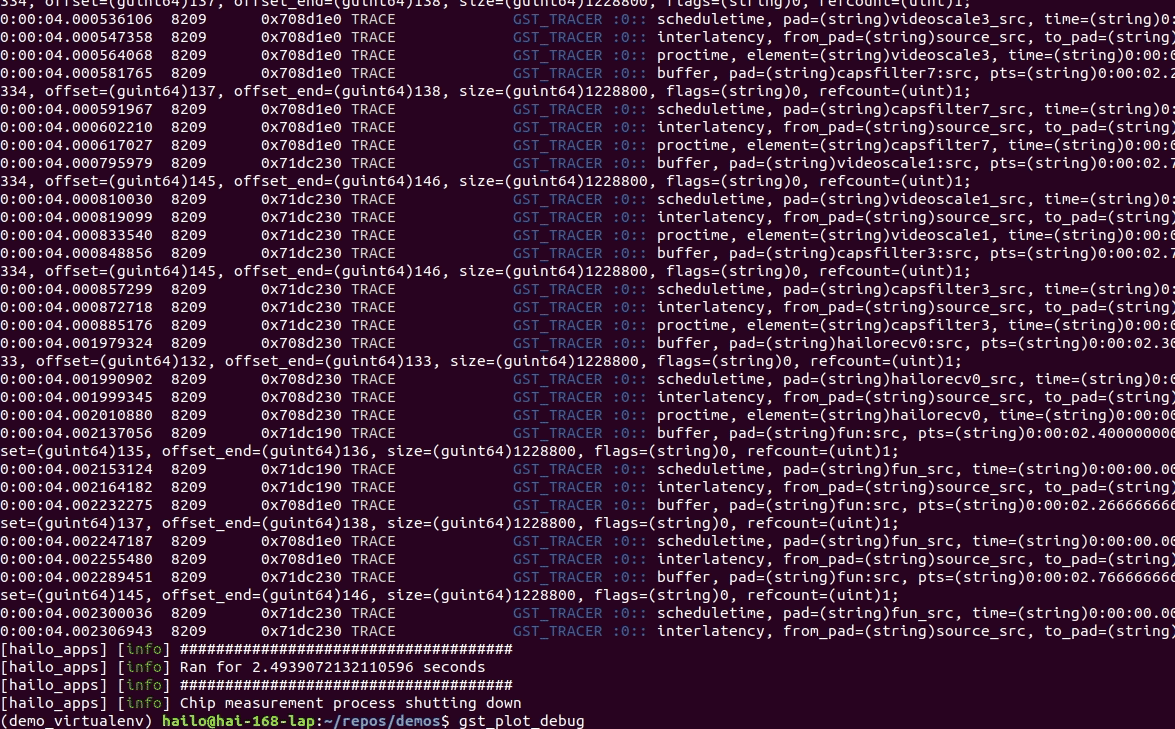 334, offset=(guint64)137, offset_end=(guint64)138, size=(guint64)1228800, flags=(string)0, refcount=(uint)1;
0:00:04.000536106  8209      0x708d1e0 TRACE             GST_TRACER :0:: scheduletime, pad=(string)videoscale3_src, time=(string)0:
0:00:04.000547358  8209      0x708d1e0 TRACE             GST_TRACER :0:: interlatency, from_pad=(string)source_src, to_pad=(string)
0:00:04.000564068  8209      0x708d1e0 TRACE             GST_TRACER :0:: proctime, element=(string)videoscale3, time=(string)0:00:0
0:00:04.000581765  8209      0x708d1e0 TRACE             GST_TRACER :0:: buffer, pad=(string)capsfilter7:src, pts=(string)0:00:02.2
334, offset=(guint64)137, offset_end=(guint64)138, size=(guint64)1228800, flags=(string)0, refcount=(uint)1;
0:00:04.000591967  8209      0x708d1e0 TRACE             GST_TRACER :0:: scheduletime, pad=(string)capsfilter7_src, time=(string)0:
0:00:04.000602210  8209      0x708d1e0 TRACE             GST_TRACER :0:: interlatency, from_pad=(string)source_src, to_pad=(string)
0:00:04.000617027  8209      0x708d1e0 TRACE             GST_TRACER :0:: proctime, element=(string)capsfilter7, time=(string)0:00:0
0:00:04.000795979  8209      0x71dc230 TRACE             GST_TRACER :0:: buffer, pad=(string)videoscale1:src, pts=(string)0:00:02.7
334, offset=(guint64)145, offset_end=(guint64)146, size=(guint64)1228800, flags=(string)0, refcount=(uint)1;
0:00:04.000810030  8209      0x71dc230 TRACE             GST_TRACER :0:: scheduletime, pad=(string)videoscale1_src, time=(string)0:
0:00:04.000819099  8209      0x71dc230 TRACE             GST_TRACER :0:: interlatency, from_pad=(string)source_src, to_pad=(string)
0:00:04.000833540  8209      0x71dc230 TRACE             GST_TRACER :0:: proctime, element=(string)videoscale1, time=(string)0:00:0
0:00:04.000848856  8209      0x71dc230 TRACE             GST_TRACER :0:: buffer, pad=(string)capsfilter3:src, pts=(string)0:00:02.7
334, offset=(guint64)145, offset_end=(guint64)146, size=(guint64)1228800, flags=(string)0, refcount=(uint)1;
0:00:04.000857299  8209      0x71dc230 TRACE             GST_TRACER :0:: scheduletime, pad=(string)capsfilter3_src, time=(string)0:
0:00:04.000872718  8209      0x71dc230 TRACE             GST_TRACER :0:: interlatency, from_pad=(string)source_src, to_pad=(string)
0:00:04.000885176  8209      0x71dc230 TRACE             GST_TRACER :0:: proctime, element=(string)capsfilter3, time=(string)0:00:0
0:00:04.001979324  8209      0x708d230 TRACE             GST_TRACER :0:: buffer, pad=(string)hailorecv0:src, pts=(string)0:00:02.30
33, offset=(guint64)132, offset_end=(guint64)133, size=(guint64)1228800, flags=(string)0, refcount=(uint)1;
0:00:04.001990902  8209      0x708d230 TRACE             GST_TRACER :0:: scheduletime, pad=(string)hailorecv0_src, time=(string)0:0
0:00:04.001999345  8209      0x708d230 TRACE             GST_TRACER :0:: interlatency, from_pad=(string)source_src, to_pad=(string)
0:00:04.002010880  8209      0x708d230 TRACE             GST_TRACER :0:: proctime, element=(string)hailorecv0, time=(string)0:00:00
0:00:04.002137056  8209      0x71dc190 TRACE             GST_TRACER :0:: buffer, pad=(string)fun:src, pts=(string)0:00:02.400000000
set=(guint64)135, offset_end=(guint64)136, size=(guint64)1228800, flags=(string)0, refcount=(uint)1;
0:00:04.002153124  8209      0x71dc190 TRACE             GST_TRACER :0:: scheduletime, pad=(string)fun_src, time=(string)0:00:00.00
0:00:04.002164182  8209      0x71dc190 TRACE             GST_TRACER :0:: interlatency, from_pad=(string)source_src, to_pad=(string)
0:00:04.002232275  8209      0x708d1e0 TRACE             GST_TRACER :0:: buffer, pad=(string)fun:src, pts=(string)0:00:02.266666666
set=(guint64)137, offset_end=(guint64)138, size=(guint64)1228800, flags=(string)0, refcount=(uint)1;
0:00:04.002247187  8209      0x708d1e0 TRACE             GST_TRACER :0:: scheduletime, pad=(string)fun_src, time=(string)0:00:00.00
0:00:04.002255480  8209      0x708d1e0 TRACE             GST_TRACER :0:: interlatency, from_pad=(string)source_src, to_pad=(string)
0:00:04.002289451  8209      0x71dc230 TRACE             GST_TRACER :0:: buffer, pad=(string)fun:src, pts=(string)0:00:02.766666666
set=(guint64)145, offset_end=(guint64)146, size=(guint64)1228800, flags=(string)0, refcount=(uint)1;
0:00:04.002300036  8209      0x71dc230 TRACE             GST_TRACER :0:: scheduletime, pad=(string)fun_src, time=(string)0:00:00.00
0:00:04.002306943  8209      0x71dc230 TRACE             GST_TRACER :0:: interlatency, from_pad=(string)source_src, to_pad=(string)
[hailo_apps] [info] #####################################
[hailo_apps] [info] Ran for 2.4939072132110596 seconds
[hailo_apps] [info] #####################################
[hailo_apps] [info] Chip measurement process shutting down
(demo_virtualenv) hailo@hai-168-lap:~/repos/demos$ gst_plot_debug